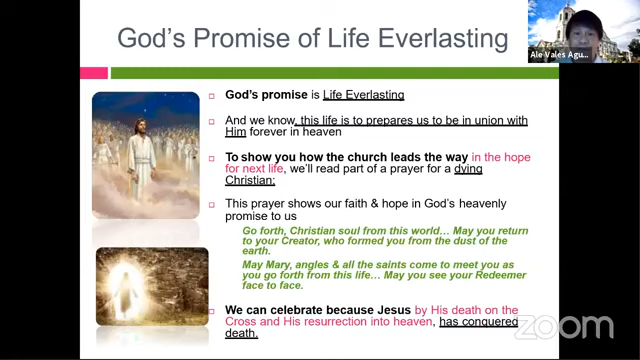 God's Promise of Life Everlasting
Ale Vales Agu...
God's promise is Life Everlasting
And we know, this life is to prepares us to be in union with
Him forever in heaven
To show you how the church leads the way in the hope
for next life, we'll read part of a prayer for a dying
Christian:
This prayer shows our faith & hope in God's heavenly
promise to us
Go forth, Christian soul from this world... May you return
to your Creator, who formed you from the dust of the
earth.
May Mary, angles & all the saints come to meet you as
you go forth from this life... May you see your Redeemer
face to face.
We can celebrate because Jesus by His death on the
Cross and His resurrection into heaven, has conquered
death.
zoom